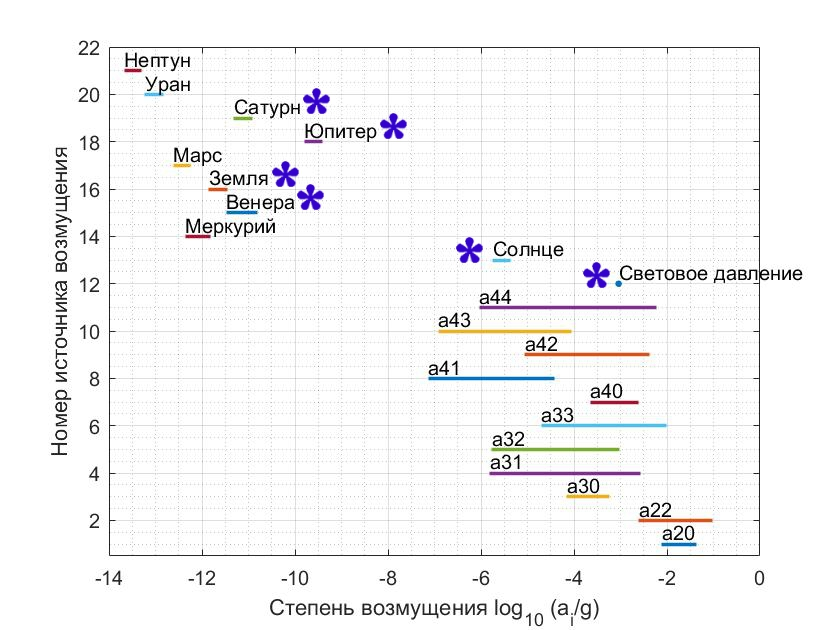 22
Нептун
Уран
20
Сатурн
Юпитер
18
Марс
Земля
16
Венера
Меркурий
14
Солнце
Световое давление
12
a44
a43
10
a42
a41
8
a40
a33
6
a32
a31
4
a30
a22
2
a20
-14 -12 -10 -8 -6 -4 -2 0
Номер источника возмущения
Степень возмущения log10 (ai/g)